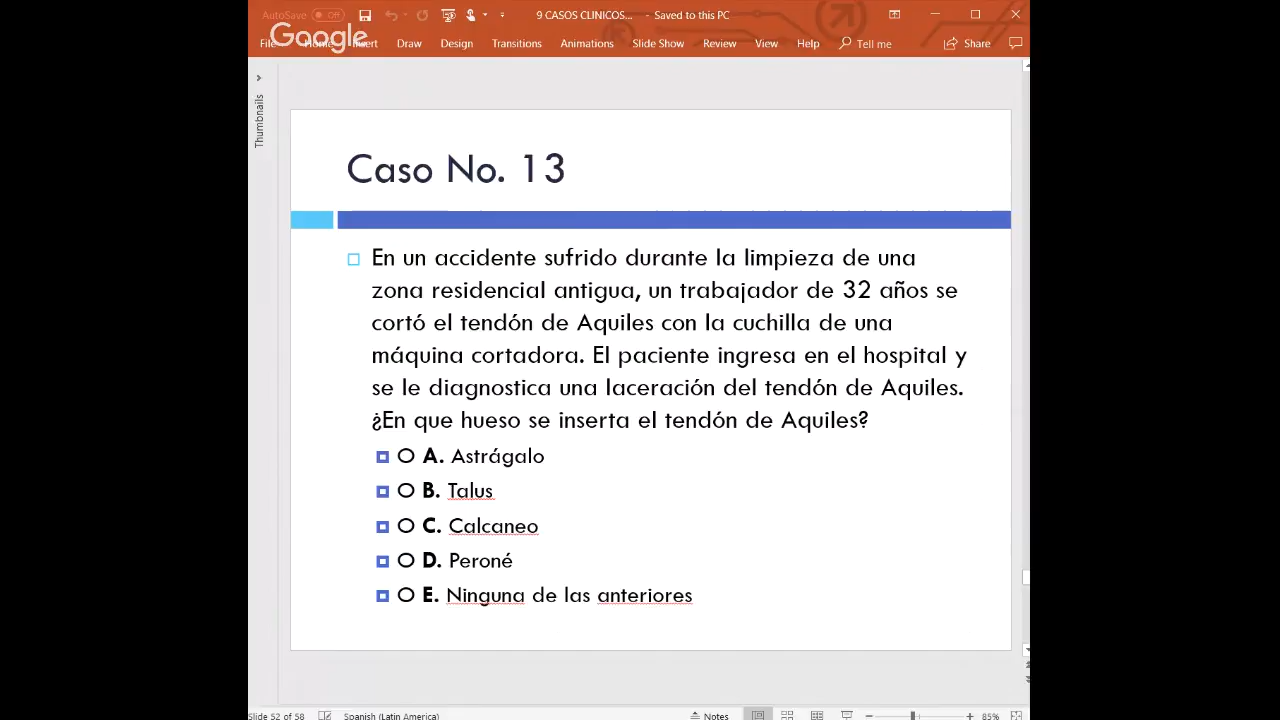 AutoSave Off 9 CASOS CLINICOS... - Saved to this PC
Google
File Home Insert Draw Design Transitions Animations Slide Show Review View Help Tell me Share
Thumbnails
Caso No. 13
En un accidente sufrido durante la limpieza de una
zona residencial antigua, un trabajador de 32 años se
cortó el tendón de Aquiles con la cuchilla de una
máquina cortadora. El paciente ingresa en el hospital y
se le diagnostica una laceración del tendón de Aquiles.
¿En que hueso se inserta el tendón de Aquiles?
A. Astrágalo
B. Talus
C. Calcaneo
D. Peroné
E. Ninguna de las anteriores
Slide 52 of 58 Spanish (Latin America) Notes 85%